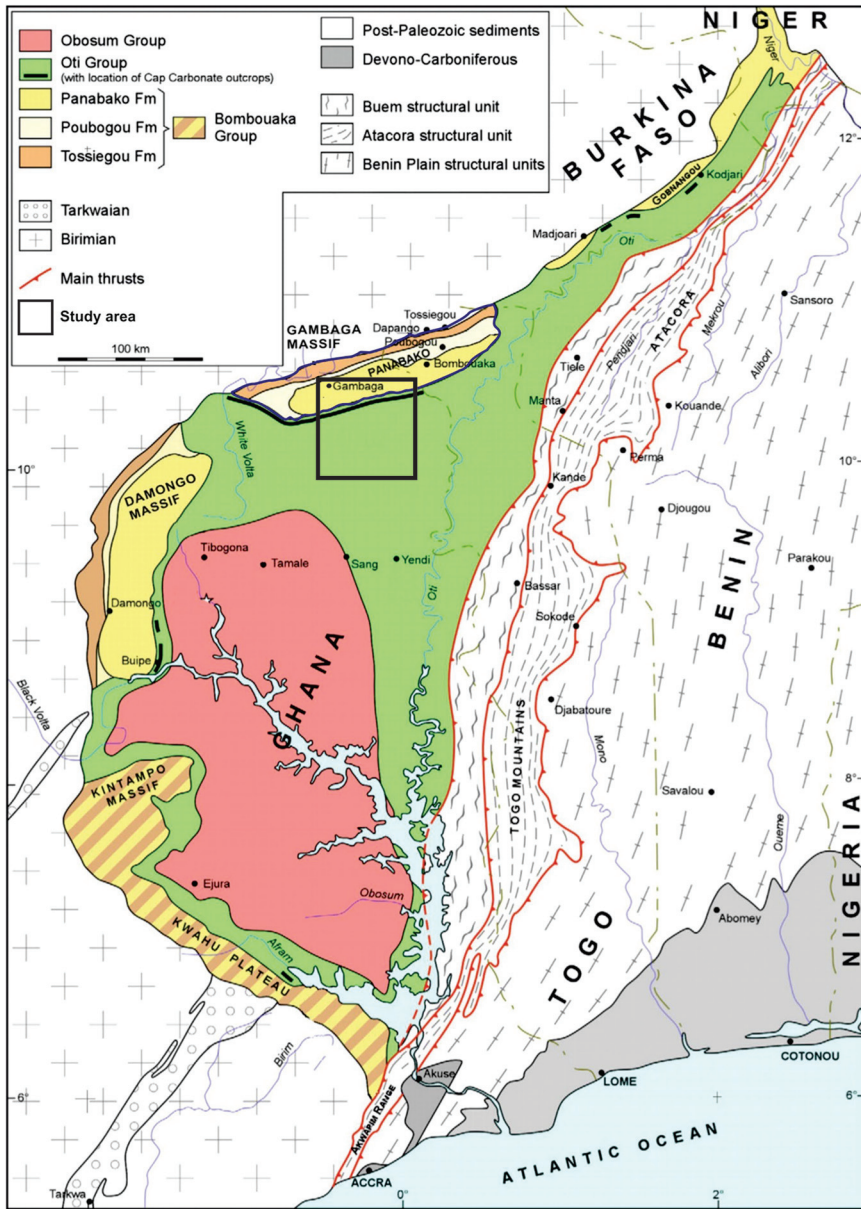 Obosum Group
Oti Group
(with location of Cap Carbonate outcrops)
Panabako Fm
Poubogou Fm
Tossiegou Fm
Bombouaka
Group
Tarkwaian
Birimian
Main thrusts
Study area
100 km
Post-Paleozoic sediments
Devono-Carboniferous
Buem structural unit
Atacora structural unit
Benin Plain structural units
NIGER
Niger
BURKINA
FASO
12°
GOBNANGOU
Kodjari
Madjoari
Oti
Sansoro
Tossiegou
GAMBAGA
MASSIF
Dapango
Poubogou
PANABAKO
Bombouaka
Gambaga
ATACORA
Pendjari
Mekrou
Alibori
Tiele
Manta
Kouande
White Volta
10°
Perma
10°
Kande
DAMONGO
MASSIF
Djougou
BENIN
Tibogona
Tamale
Sang
Yendi
Parakou
Oti
Bassar
Damongo
Sokode
GHANA
Buipe
Black Volta
Djabatoure
TOGO MOUNTAINS
Mono
8°
8°
KINTAMPO
MASSIF
Savalou
Oueme
NIGERIA
Ejura
Obosum
Abomey
KWAHU PLATEAU
Afram
TOGO
Birim
COTONOU
Akuse
LOME
6°
6°
AKWAPIM RANGE
ATLANTIC OCEAN
ACCRA
Tarkwa
0°
2°